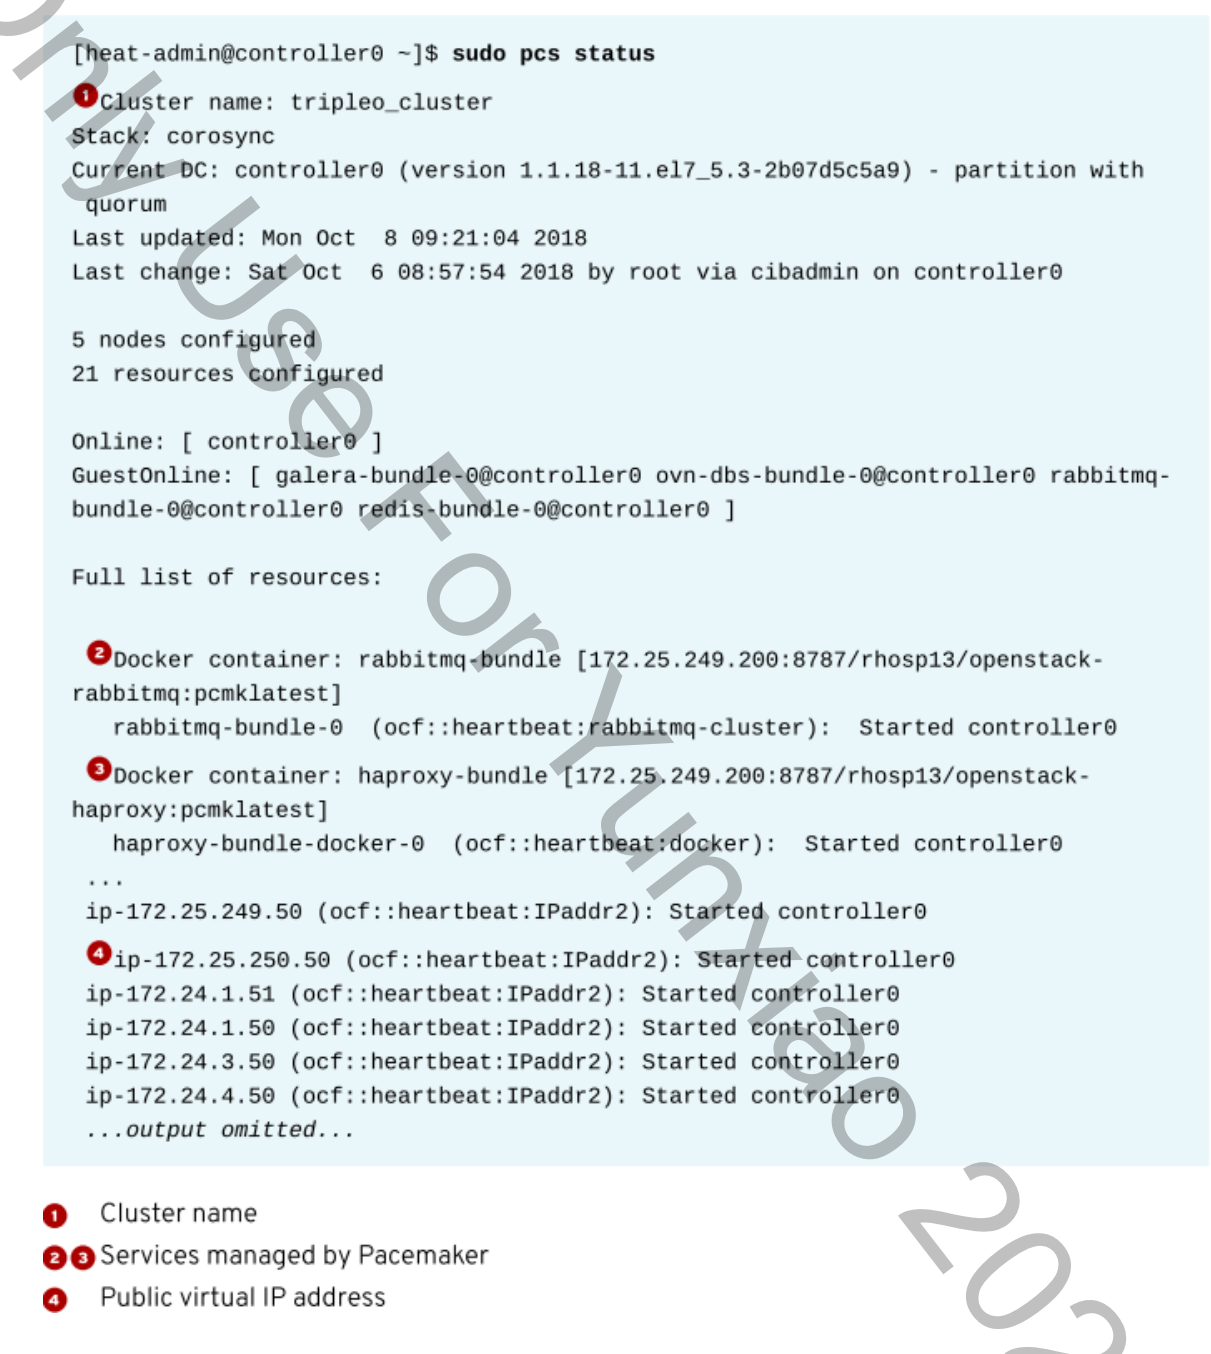 [heat-admin@controller0 ~]$ sudo pcs status
1 Cluster name: tripleo_cluster
Stack: corosync
Current DC: controller0 (version 1.1.18-11.el7_5.3-2b07d5c5a9) - partition with
quorum
Last updated: Mon Oct  8 09:21:04 2018
Last change: Sat Oct  6 08:57:54 2018 by root via cibadmin on controller0
5 nodes configured
21 resources configured
Online: [ controller0 ]
GuestOnline: [ galera-bundle-0@controller0 ovn-dbs-bundle-0@controller0 rabbitmq-
bundle-0@controller0 redis-bundle-0@controller0 ]
Full list of resources:
2 Docker container: rabbitmq-bundle [172.25.249.200:8787/rhosp13/openstack-
rabbitmq:pcmklatest]
rabbitmq-bundle-0  (ocf::heartbeat:rabbitmq-cluster):  Started controller0
3 Docker container: haproxy-bundle [172.25.249.200:8787/rhosp13/openstack-
haproxy:pcmklatest]
haproxy-bundle-docker-0  (ocf::heartbeat:docker):  Started controller0
...
ip-172.25.249.50 (ocf::heartbeat:IPaddr2): Started controller0
4 ip-172.25.250.50 (ocf::heartbeat:IPaddr2): Started controller0
ip-172.24.1.51 (ocf::heartbeat:IPaddr2): Started controller0
ip-172.24.1.50 (ocf::heartbeat:IPaddr2): Started controller0
ip-172.24.3.50 (ocf::heartbeat:IPaddr2): Started controller0
ip-172.24.4.50 (ocf::heartbeat:IPaddr2): Started controller0
...output omitted...
1 Cluster name
2 3 Services managed by Pacemaker
4 Public virtual IP address
Only Use For Yunxiao 202